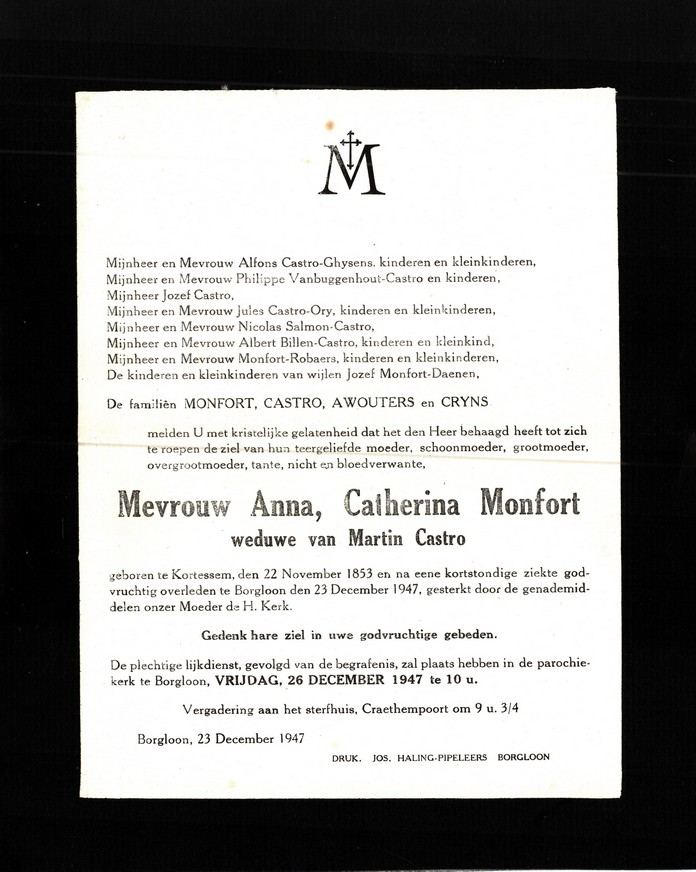 M
Mijnheer en Mevrouw Alfons Castro-Ghysens. kinderen en kleinkinderen,
Mijnheer en Mevrouw Philippe Vanbuggenhout-Castro en kinderen,
Mijnheer Jozef Castro,
Mijnheer en Mevrouw Jules Castro-Ory, kinderen en kleinkinderen,
Mijnheer en Mevrouw Nicolas Salmon-Castro,
Mijnheer en Mevrouw Albert Billen-Castro, kinderen en kleinkind,
Mijnheer en Mevrouw Monfort-Robaers, kinderen en kleinkinderen,
De kinderen en kleinkinderen van wijlen Jozef Monfort-Daenen,
De familiën MONFORT, CASTRO, AWOUTERS en CRYNS
melden U met kristelijke gelatenheid dat het den Heer behaagd heeft tot zich
te roepen de ziel van hun teergeliefde moeder, schoonmoeder, grootmoeder,
overgrootmoeder, tante, nicht en bloedverwante,
Mevrouw Anna, Catherina Monfort
weduwe van Martin Castro
geboren te Kortessem, den 22 November 1853 en na eene kortstondige ziekte god-
vruchtig overleden te Borgloon den 23 December 1947, gesterkt door de genademid-
delen onzer Moeder de H. Kerk.
Gedenk hare ziel in uwe godvruchtige gebeden.
De plechtige lijkdienst, gevolgd van de begrafenis, zal plaats hebben in de parochie-
kerk te Borgloon, VRIJDAG, 26 DECEMBER 1947 te 10 u.
Vergadering aan het sterfhuis, Craethempoort om 9 u. 3/4
Borgloon, 23 December 1947
DRUK. JOS. HALING-PIPELEERS BORGLOON